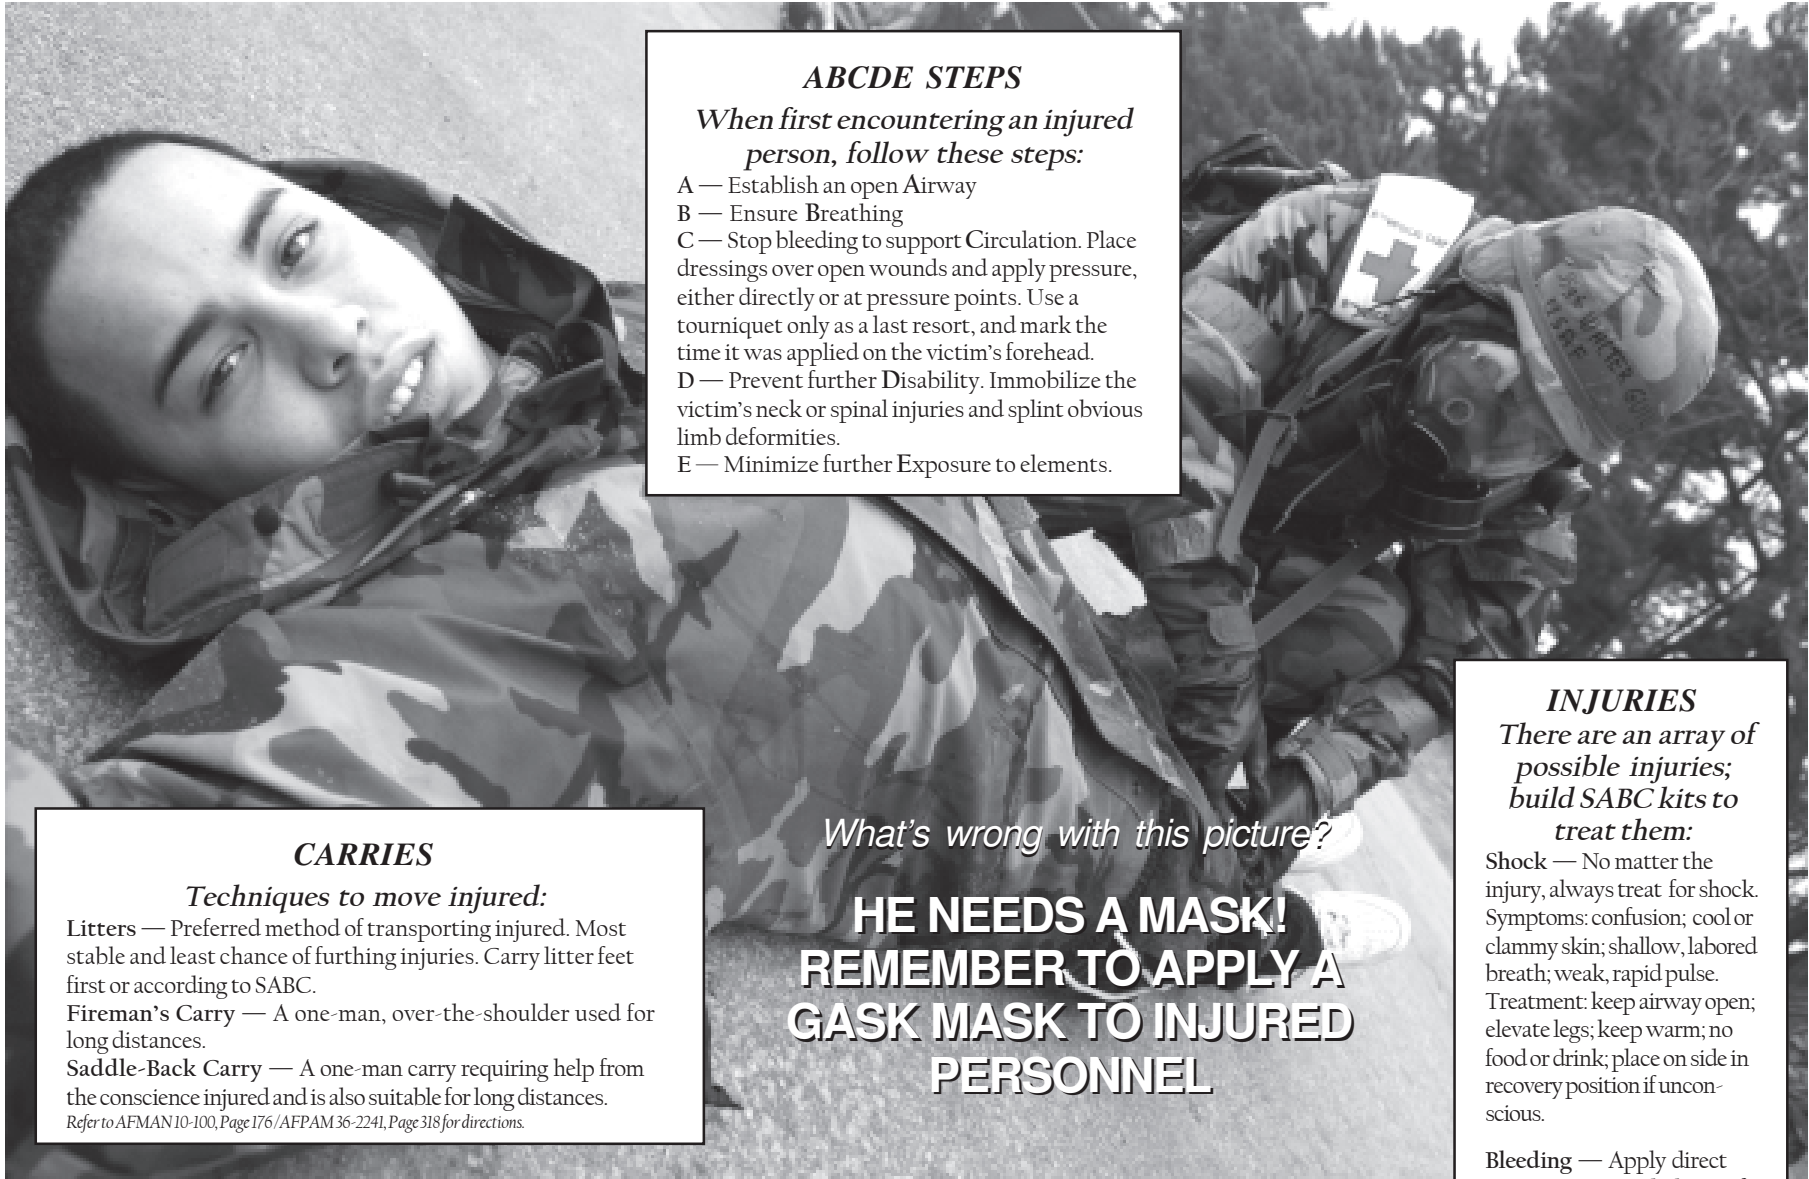 ABCDE STEPS
When first encountering an injured
person, follow these steps:
A — Establish an open Airway
B — Ensure Breathing
C — Stop bleeding to support Circulation. Place
dressings over open wounds and apply pressure,
either directly or at pressure points. Use a
tourniquet only as a last resort, and mark the
time it was applied on the victim's forehead.
D — Prevent further Disability. Immobilize the
victim's neck or spinal injuries and splint obvious
limb deformities.
E — Minimize further Exposure to elements.
WATER GUN
CARRIES
Techniques to move injured:
Litters — Preferred method of transporting injured. Most
stable and least chance of furthing injuries. Carry litter feet
first or according to SABC.
Fireman's Carry — A one-man, over-the-shoulder used for
long distances.
Saddle-Back Carry — A one-man carry requiring help from
the conscience injured and is also suitable for long distances.
Refer to AFMAN 10-100, Page 176/AFPAM 36-2241, Page 318 for directions.
What's wrong with this picture?
HE NEEDS A MASK!
REMEMBER TO APPLY A
GASK MASK TO INJURED
PERSONNEL
INJURIES
There are an array of
possible injuries;
build SABC kits to
treat them:
Shock — No matter the
injury, always treat for shock.
Symptoms: confusion; cool or
clammy skin; shallow, labored
breath; weak, rapid pulse.
Treatment: keep airway open;
elevate legs; keep warm; no
food or drink; place on side in
recovery position if uncon-
scious.
Bleeding — Apply direct